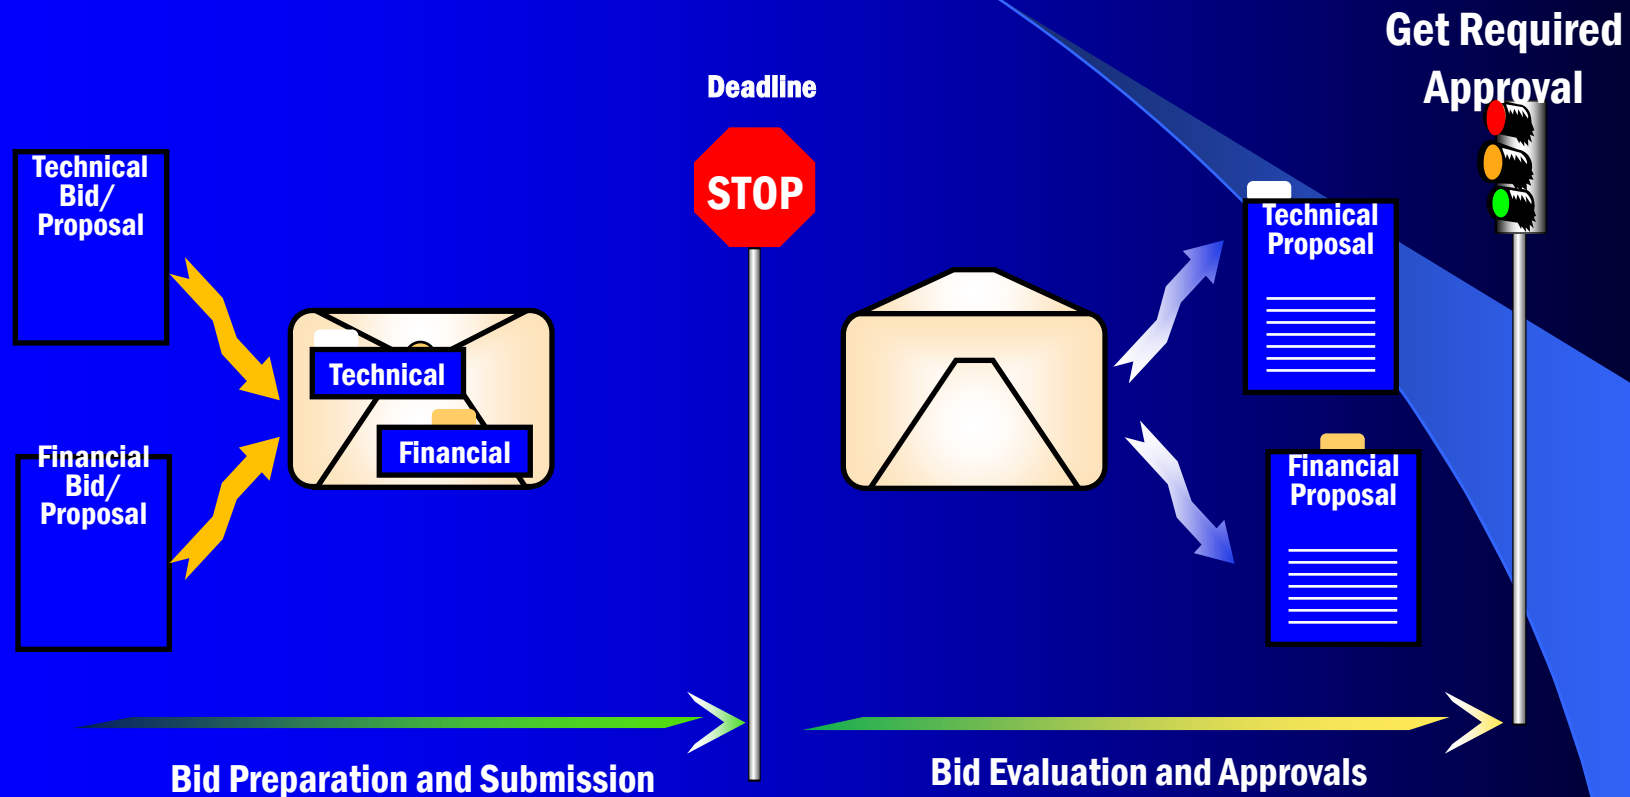 Get Required
Approval
Deadline
STOP
Technical
Bid/
Proposal
Technical
Financial
Financial
Bid/
Proposal
Technical
Proposal
Financial
Proposal
Bid Preparation and Submission
Bid Evaluation and Approvals